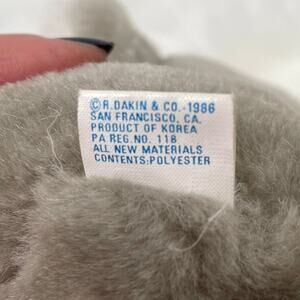 ©R.DAKIN & CO.-1986
SAN FRANCISCO, CA.
PRODUCT OF KOREA
PA REG.NO. 118
ALL NEW MATERIALS
CONTENTS:POLYESTER